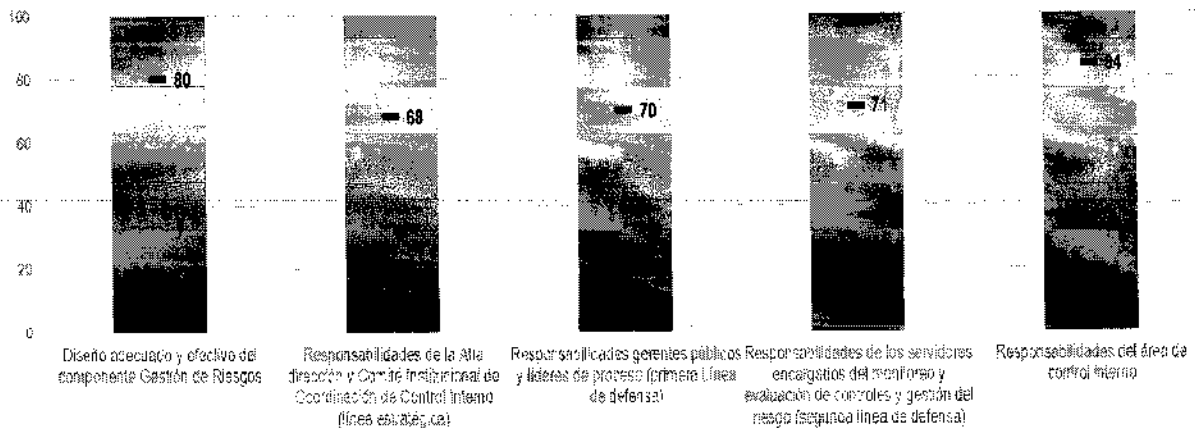 100
80
60
40
20
0
80
68
70
71
84
Diseño adecuado y efectivo del
componente Gestión de Riesgos
Responsabilidades de la Alta
dirección y Comité Institucional de
Coordinación de Control Interno
(línea estratégica)
Responsabilidades gerentes públicos
y líderes de proceso (primera Línea
de defensa)
Responsabilidades de los servidores
encargados del monitoreo y
evaluación de controles y gestión del
riesgo (segunda línea de defensa)
Responsabilidades del área de
control interno